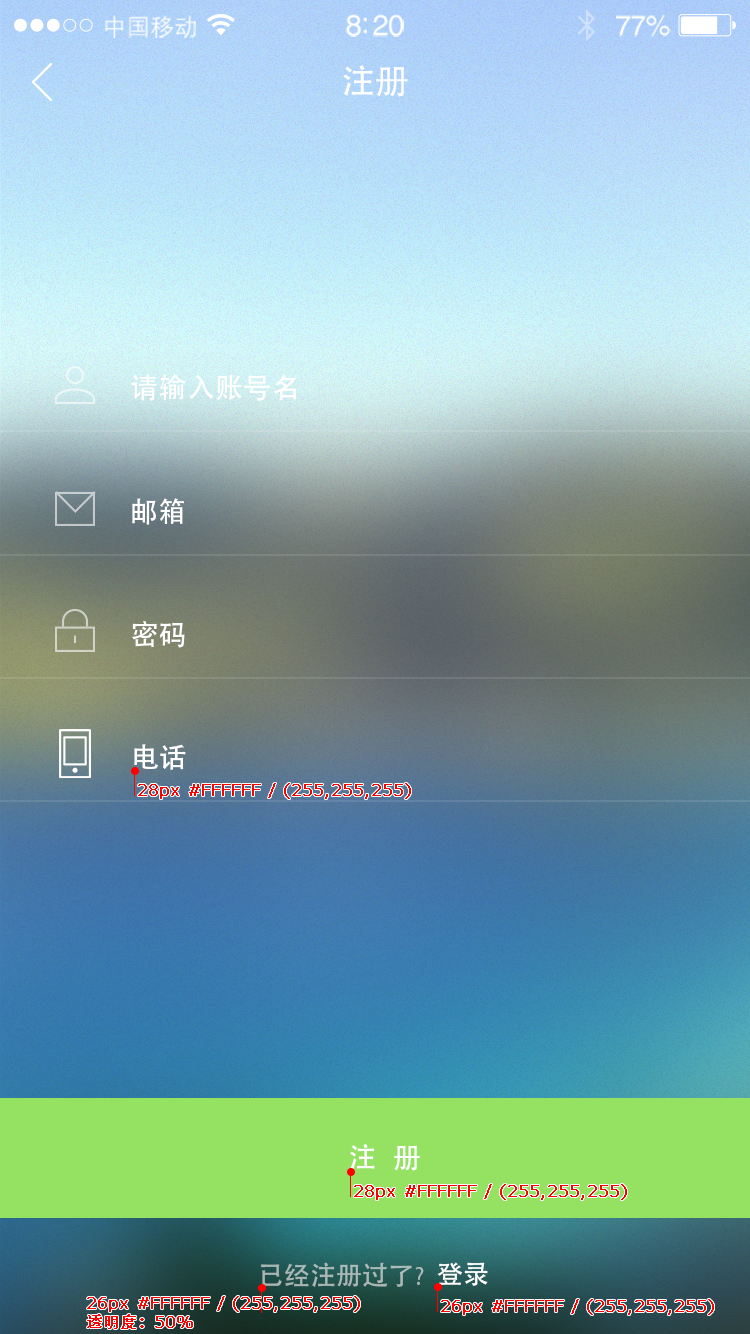 中国移动 8:20 77%
注册
请输入账号名
邮箱
密码
电话
28px #FFFFFF / (255,255,255)
注 册
28px #FFFFFF / (255,255,255)
已经注册过了? 登录
26px #FFFFFF / (255,255,255)
透明度: 50%
26px #FFFFFF / (255,255,255)